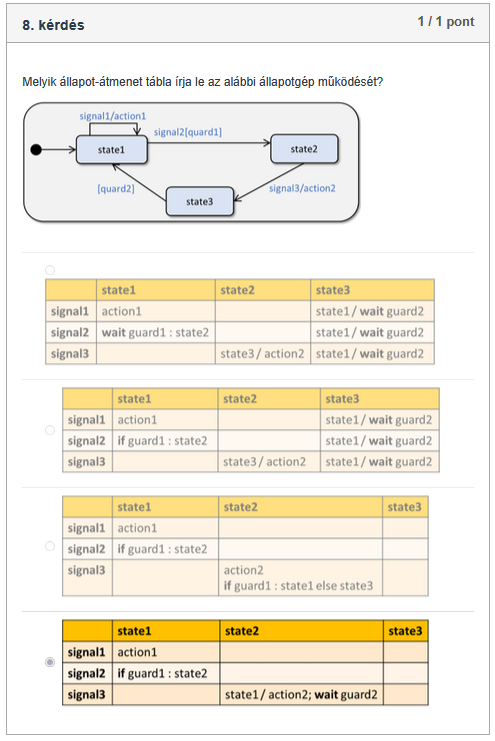 8. kérdés
1 / 1 pont
Melyik állapot-átmenet tábla írja le az alábbi állapotgép működését?
signal1/action1
signal2[quard1]
state1
state2
[quard2]
signal3/action2
state3
state1 state2 state3
signal1 action1 state1 / wait guard2
signal2 wait guard1 : state2 state1 / wait guard2
signal3 state3 / action2 state1 / wait guard2
state1 state2 state3
signal1 action1 state1 / wait guard2
signal2 if guard1 : state2 state1 / wait guard2
signal3 state3 / action2 state1 / wait guard2
state1 state2 state3
signal1 action1
signal2 if guard1 : state2
signal3 action2
if guard1 : state1 else state3
state1 state2 state3
signal1 action1
signal2 if guard1 : state2
signal3 state1 / action2; wait guard2